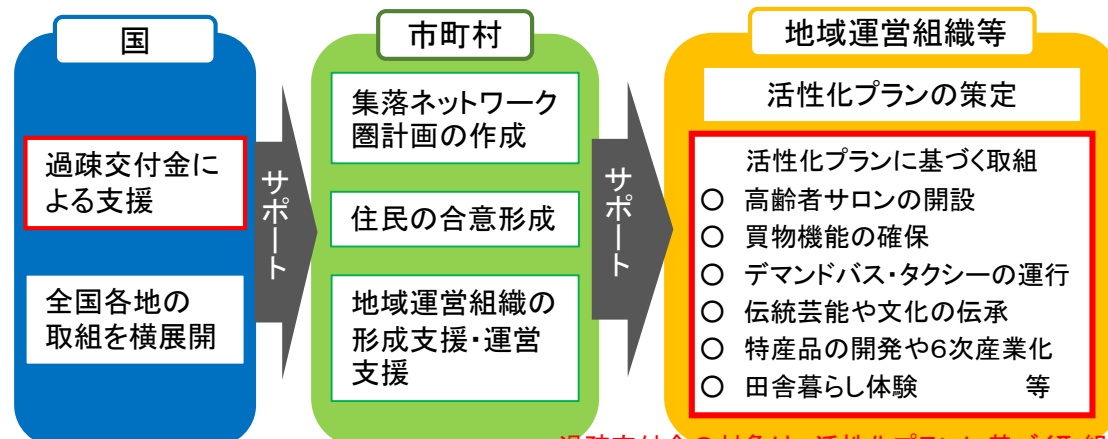 国
過疎交付金に
よる支援
全国各地の
取組を横展開
サポート
市町村
集落ネットワーク
圏計画の作成
住民の合意形成
地域運営組織の
形成支援・運営
支援
サポート
地域運営組織等
活性化プランの策定
活性化プランに基づく取組
○ 高齢者サロンの開設
○ 買物機能の確保
○ デマンドバス・タクシーの運行
○ 伝統芸能や文化の伝承
○ 特産品の開発や6次産業化
○ 田舎暮らし体験 等